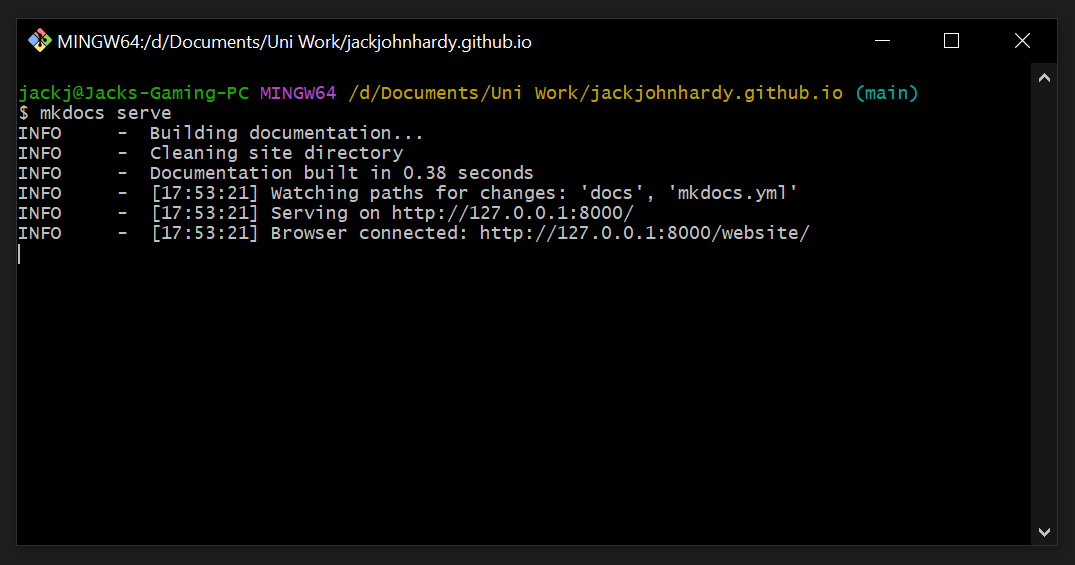 MINGW64:/d/Documents/Uni Work/jackjohnhardy.github.io
jackj@Jacks-Gaming-PC MINGW64 /d/Documents/Uni Work/jackjohnhardy.github.io (main)
$ mkdocs serve
INFO     -  Building documentation...
INFO     -  Cleaning site directory
INFO     -  Documentation built in 0.38 seconds
INFO     -  [17:53:21] Watching paths for changes: 'docs', 'mkdocs.yml'
INFO     -  [17:53:21] Serving on http://127.0.0.1:8000/
INFO     -  [17:53:21] Browser connected: http://127.0.0.1:8000/website/